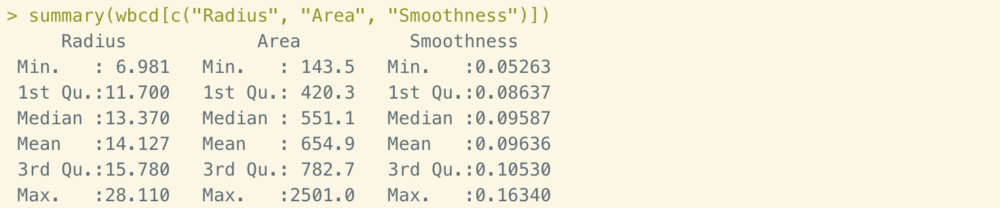 > summary(wbcd[c("Radius", "Area", "Smoothness")])
     Radius            Area          Smoothness
 Min.   : 6.981   Min.   : 143.5   Min.   :0.05263
 1st Qu.:11.700   1st Qu.: 420.3   1st Qu.:0.08637
 Median :13.370   Median : 551.1   Median :0.09587
 Mean   :14.127   Mean   : 654.9   Mean   :0.09636
 3rd Qu.:15.780   3rd Qu.: 782.7   3rd Qu.:0.10530
 Max.   :28.110   Max.   :2501.0   Max.   :0.16340